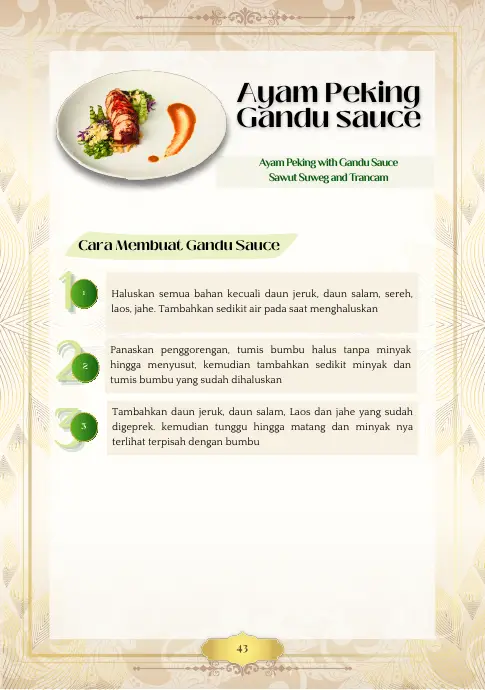 Ayam Peking
Gandu sauce
Ayam Peking with Gandu Sauce
Sawut Suweg and Trancam
Cara Membuat Gandu Sauce
1
Haluskan semua bahan kecuali daun jeruk, daun salam, sereh,
laos, jahe. Tambahkan sedikit air pada saat menghaluskan
2
Panaskan penggorengan, tumis bumbu halus tanpa minyak
hingga menyusut, kemudian tambahkan sedikit minyak dan
tumis bumbu yang sudah dihaluskan
3
Tambahkan daun jeruk, daun salam, Laos dan jahe yang sudah
digeprek. kemudian tunggu hingga matang dan minyak nya
terlihat terpisah dengan bumbu
43